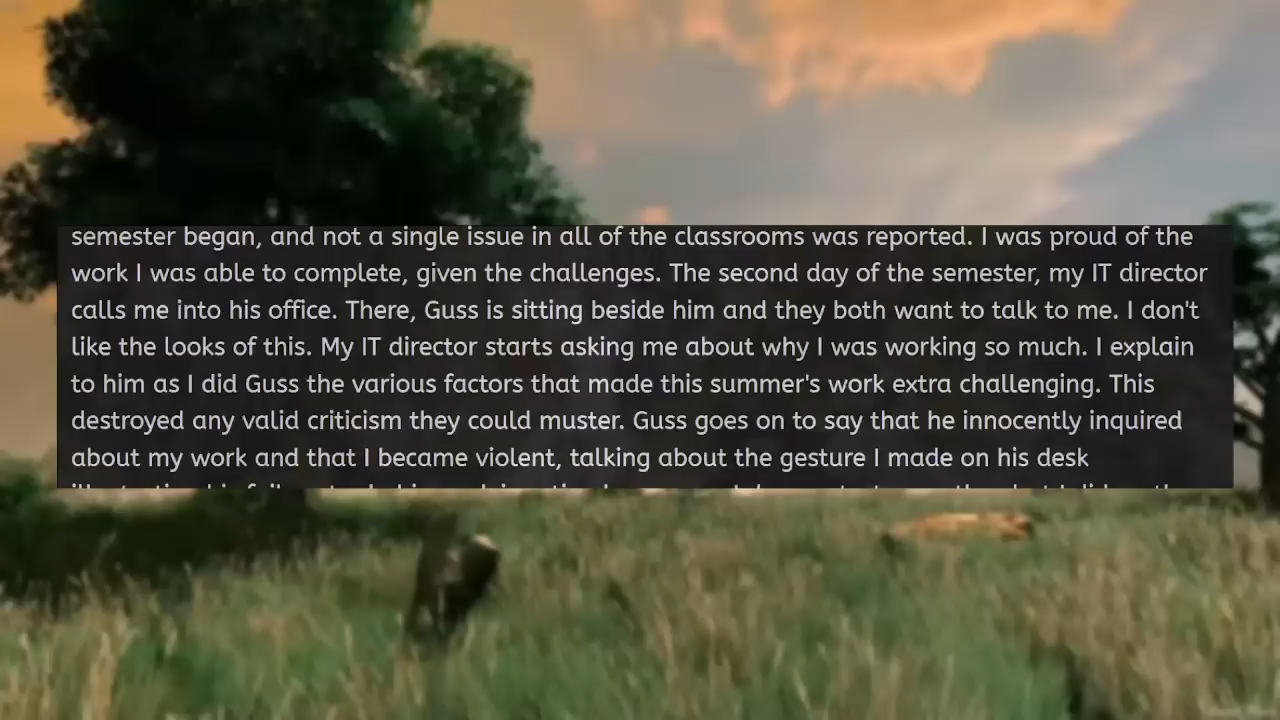 semester began, and not a single issue in all of the classrooms was reported. I was proud of the
work I was able to complete, given the challenges. The second day of the semester, my IT director
calls me into his office. There, Guss is sitting beside him and they both want to talk to me. I don't
like the looks of this. My IT director starts asking me about why I was working so much. I explain
to him as I did Guss the various factors that made this summer's work extra challenging. This
destroyed any valid criticism they could muster. Guss goes on to say that he innocently inquired
about my work and that I became violent, talking about the gesture I made on his desk